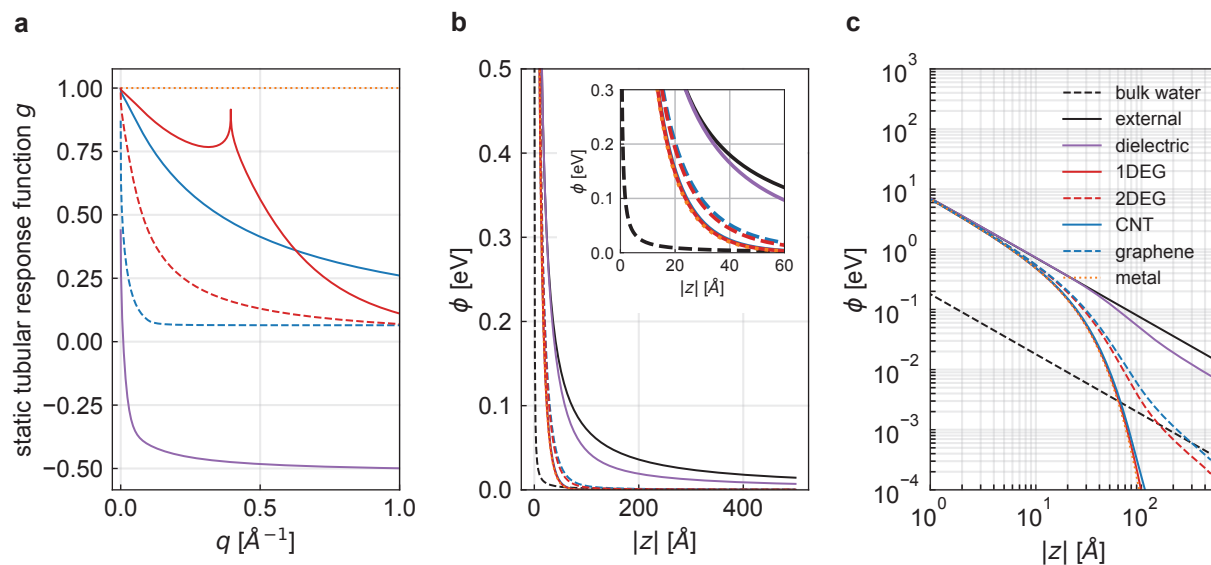 a
static tubular response function g
1.00
0.75
0.50
0.25
0.00
−0.25
−0.50
0.0
0.5
1.0
q [Å⁻¹]
b
ϕ [eV]
0.5
0.4
0.3
0.2
0.1
0.0
0
200
400
|z| [Å]
ϕ [eV]
0.3
0.2
0.1
0.0
0
20
40
60
|z| [Å]
c
ϕ [eV]
10³
10²
10¹
10⁰
10⁻¹
10⁻²
10⁻³
10⁻⁴
10⁰
10¹
10²
|z| [Å]
bulk water
external
dielectric
1DEG
2DEG
CNT
graphene
metal